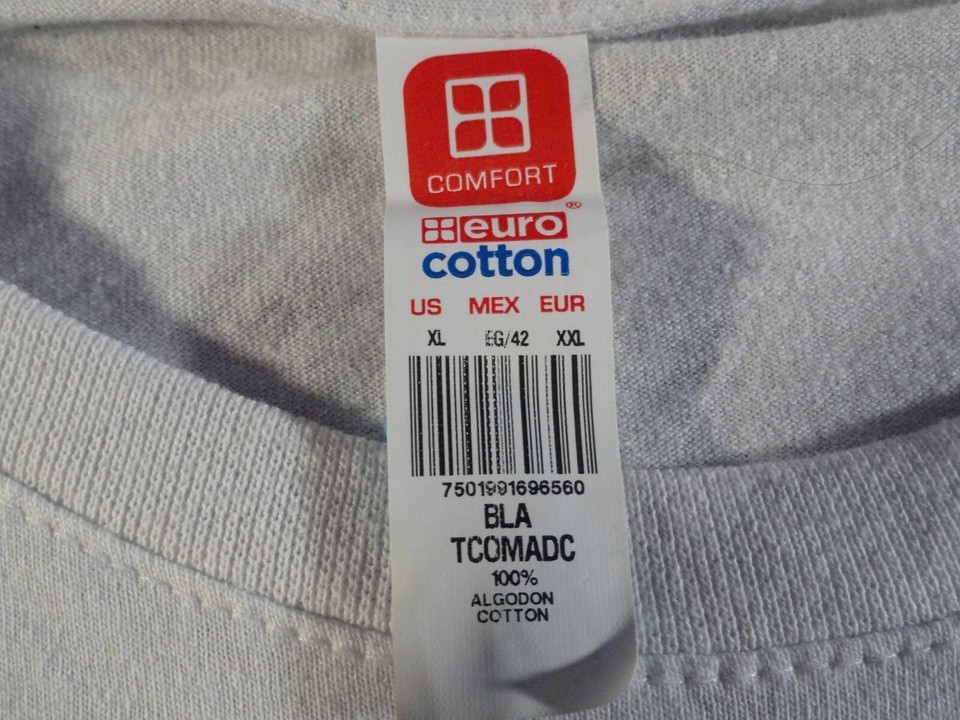 COMFORT
euro ®
cotton
US MEX EUR
XL EG/42 XXL
7501991696560
BLA
TCOMADC
100%
ALGODON
COTTON